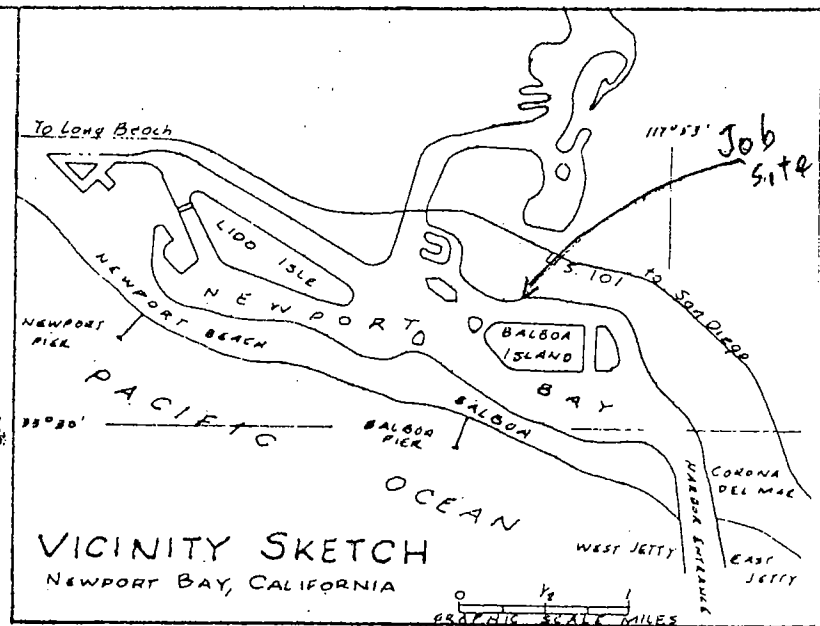 To Long Beach
117°53'
Job
Site
LIDO ISLE
S. 101
to San Diego
NEWPORT
BAY
NEWPORT BEACH
NEWPORT
PIER
BALBOA
ISLAND
PACIFIC
OCEAN
33°30'
BALBOA
PIER
BALBOA
HARBOR ENTRANCE
CORONA
DEL MAR
WEST JETTY
EAST
JETTY
VICINITY SKETCH
NEWPORT BAY, CALIFORNIA
0 1/2 1
GRAPHIC SCALE MILES